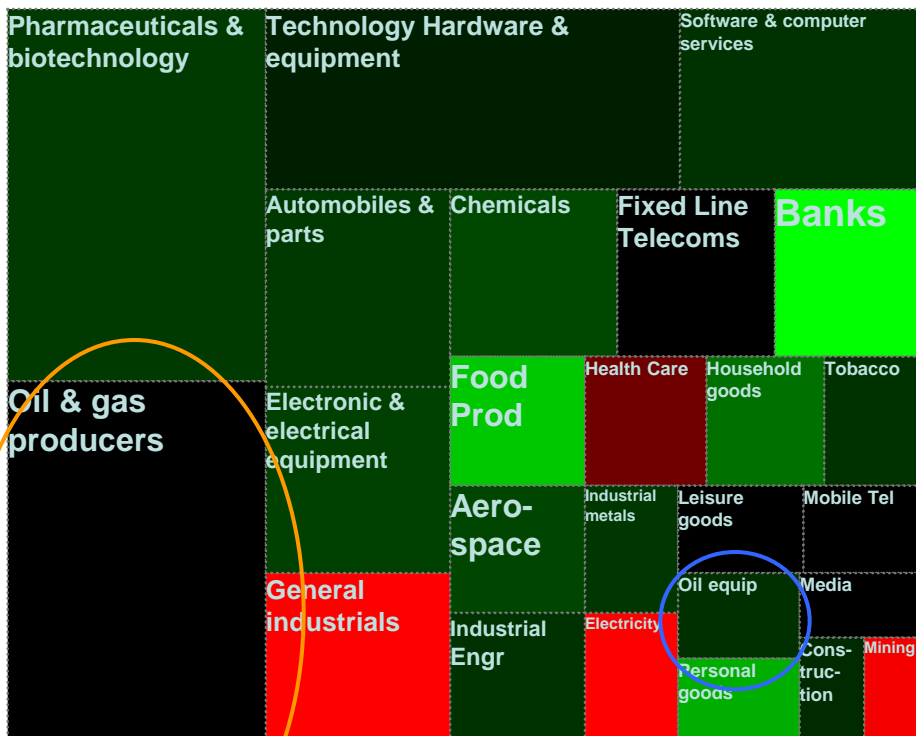 Pharmaceuticals &
biotechnology
Technology Hardware &
equipment
Software & computer
services
Automobiles &
parts
Chemicals
Fixed Line
Telecoms
Banks
Oil & gas
producers
Electronic &
electrical
equipment
Food
Prod
Health Care
Household
goods
Tobacco
Aero-
space
Industrial
metals
Leisure
goods
Mobile Tel
General
industrials
Industrial
Engr
Electricity
Oil equip
Media
Personal
goods
Cons-
truc-
tion
Mining